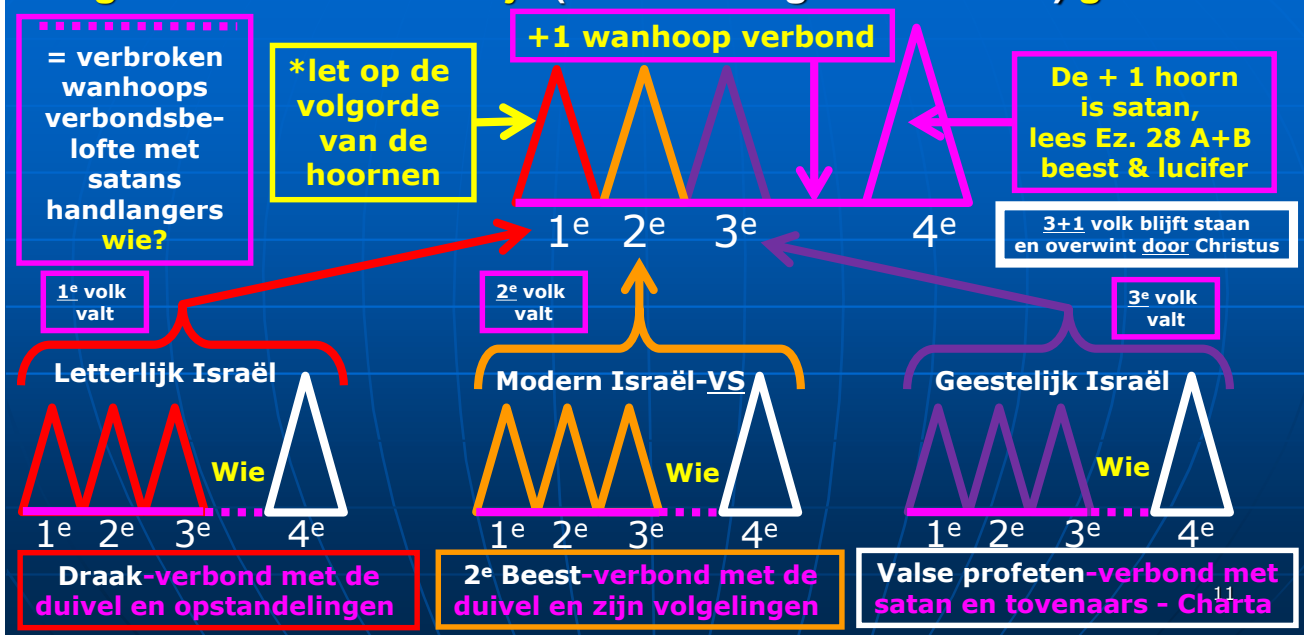 +1 wanhoop verbond
= verbroken
wanhoops
verbondsbe-
lofte met
satans
handlangers
wie?
*let op de
volgorde
van de
hoornen
De + 1 hoorn
is satan,
lees Ez. 28 A+B
beest & lucifer
1e 2e 3e 4e
3+1 volk blijft staan
en overwint door Christus
1e volk
valt
2e volk
valt
3e volk
valt
Letterlijk Israël
Modern Israël-VS
Geestelijk Israël
Wie
Wie
Wie
1e 2e 3e 4e
1e 2e 3e 4e
1e 2e 3e 4e
Draak-verbond met de
duivel en opstandelingen
2e Beest-verbond met de
duivel en zijn volgelingen
Valse profeten-verbond met
satan en tovenaars - Charta
11